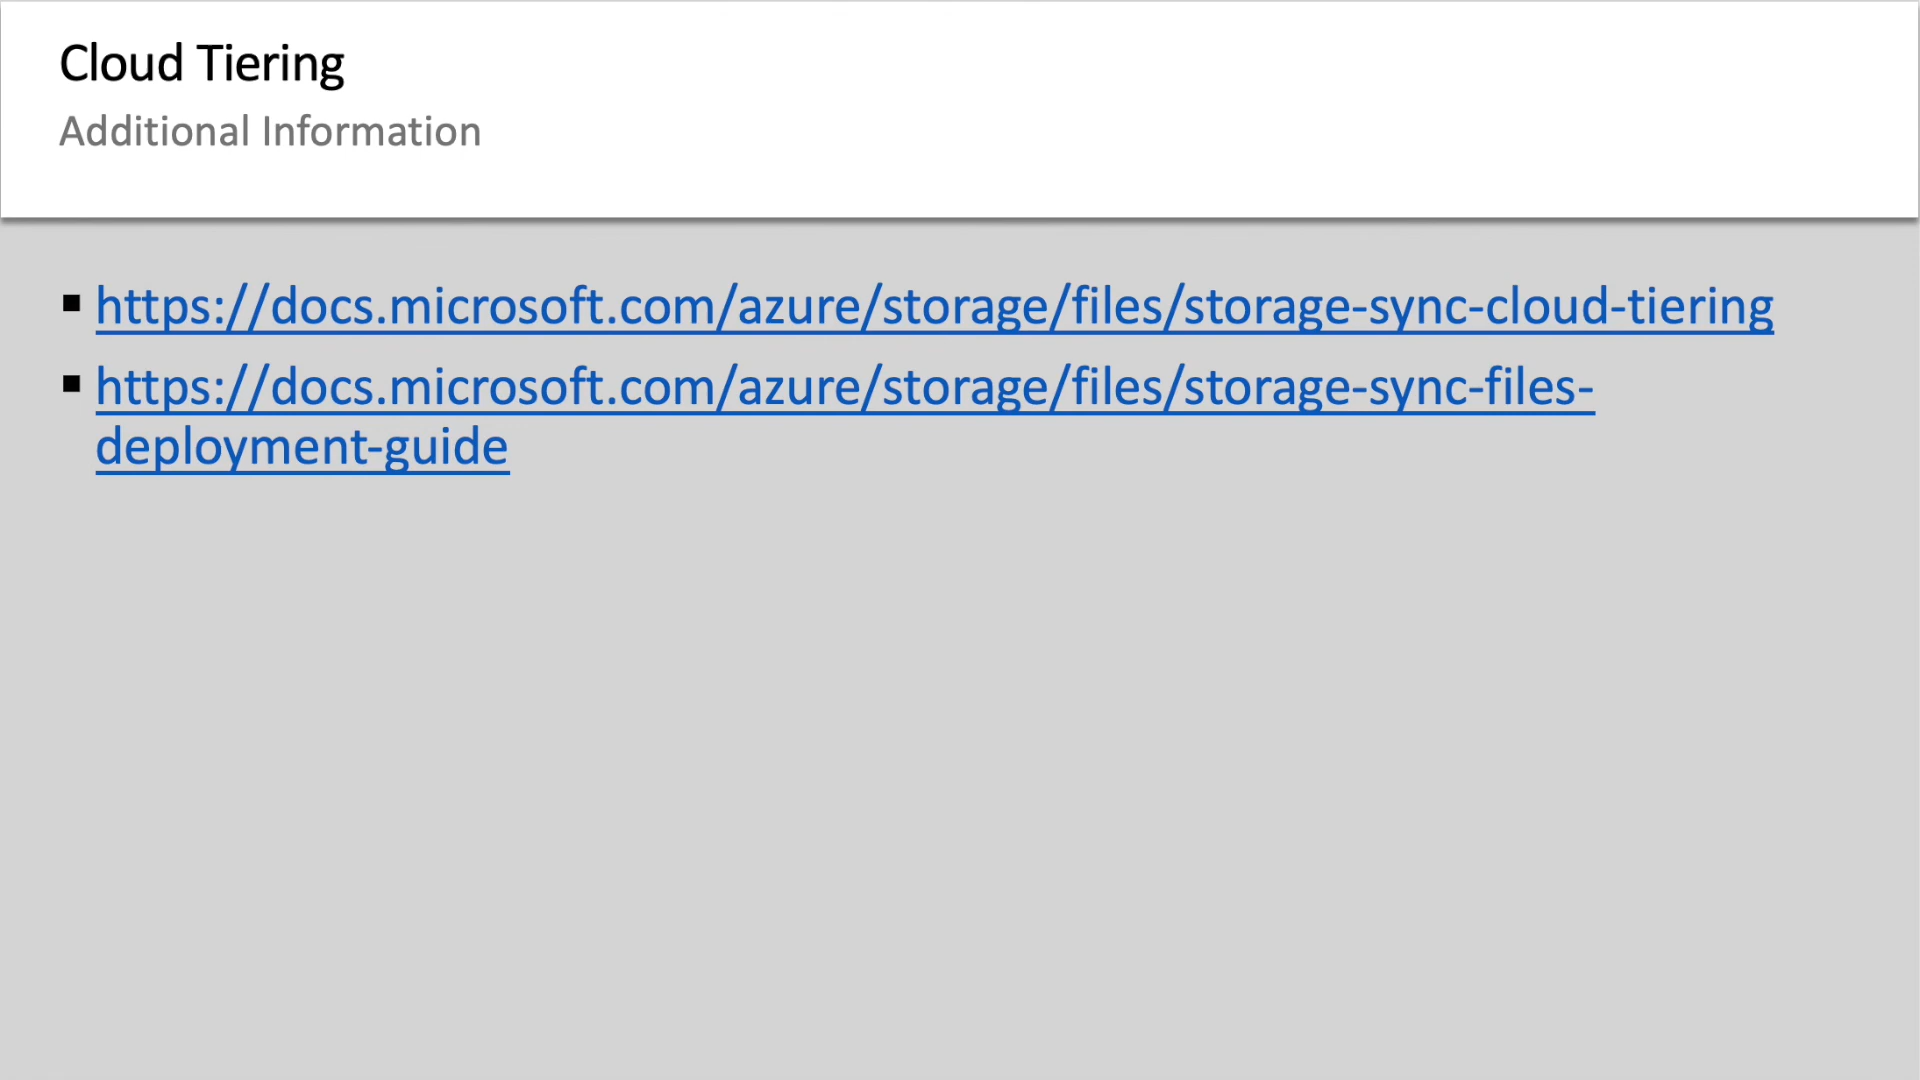 Cloud Tiering
Additional Information
▪ https://docs.microsoft.com/azure/storage/files/storage-sync-cloud-tiering
▪ https://docs.microsoft.com/azure/storage/files/storage-sync-files-
deployment-guide